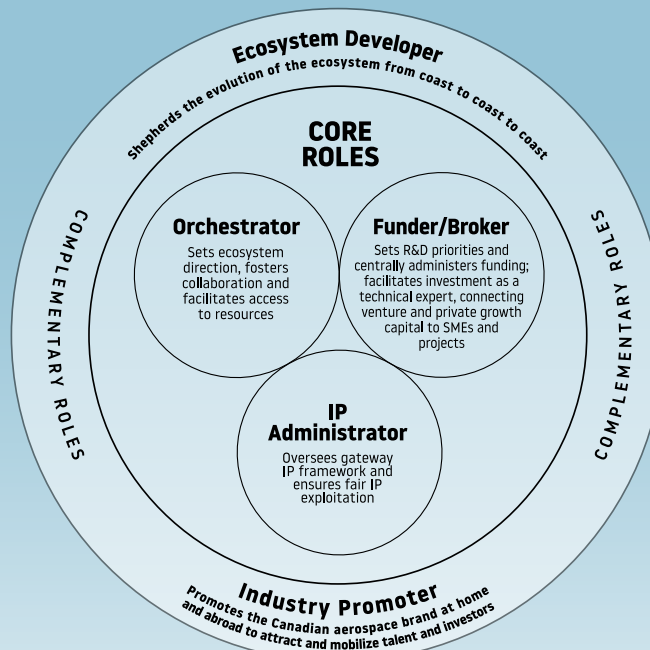 Ecosystem Developer
Shepherds the evolution of the ecosystem from coast to coast to coast
CORE
ROLES
COMPLEMENTARY ROLES
COMPLEMENTARY ROLES
Orchestrator
Sets ecosystem
direction, fosters
collaboration and
facilitates access
to resources
Funder/Broker
Sets R&D priorities and
centrally administers funding;
facilitates investment as a
technical expert, connecting
venture and private growth
capital to SMEs and
projects
IP
Administrator
Oversees gateway
IP framework and
ensures fair IP
exploitation
Industry Promoter
Promotes the Canadian aerospace brand at home
and abroad to attract and mobilize talent and investors